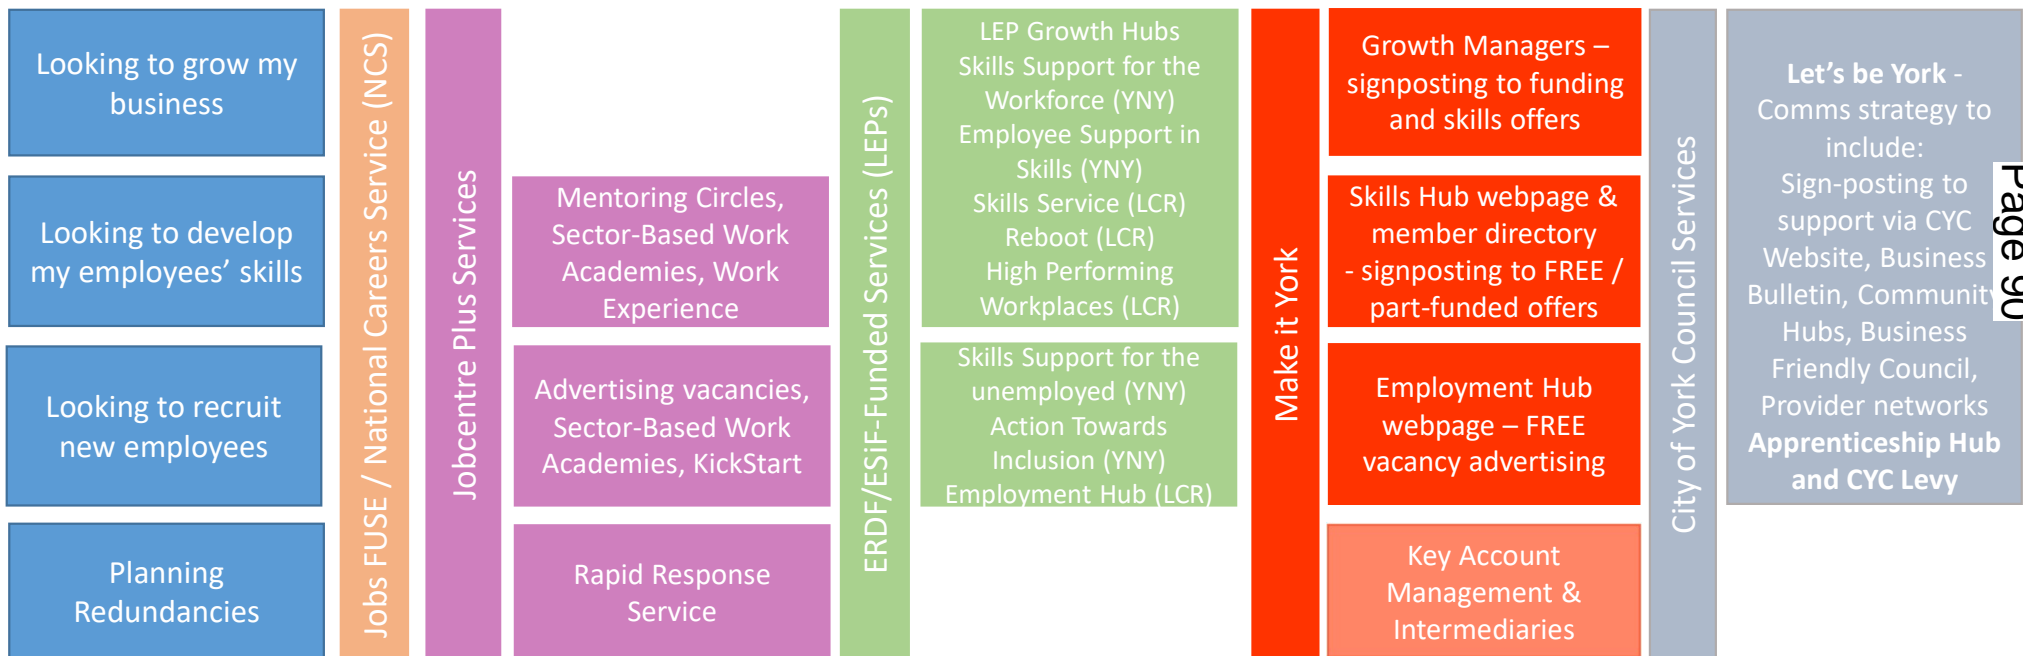 Looking to grow my
business
Looking to develop
my employees’ skills
Looking to recruit
new employees
Planning
Redundancies
Jobs FUSE / National Careers Service (NCS)
Jobcentre Plus Services
Mentoring Circles,
Sector-Based Work
Academies, Work
Experience
Advertising vacancies,
Sector-Based Work
Academies, KickStart
Rapid Response
Service
ERDF/ESiF-Funded Services (LEPs)
LEP Growth Hubs
Skills Support for the
Workforce (YNY)
Employee Support in
Skills (YNY)
Skills Service (LCR)
Reboot (LCR)
High Performing
Workplaces (LCR)
Skills Support for the
unemployed (YNY)
Action Towards
Inclusion (YNY)
Employment Hub (LCR)
Make it York
Growth Managers –
signposting to funding
and skills offers
Skills Hub webpage &
member directory
- signposting to FREE /
part-funded offers
Employment Hub
webpage – FREE
vacancy advertising
Key Account
Management &
Intermediaries
City of York Council Services
Let’s be York -
Comms strategy to
include:
Sign-posting to
support via CYC
Website, Business
Bulletin, Community
Hubs, Business
Friendly Council,
Provider networks
Apprenticeship Hub
and CYC Levy
Page 90